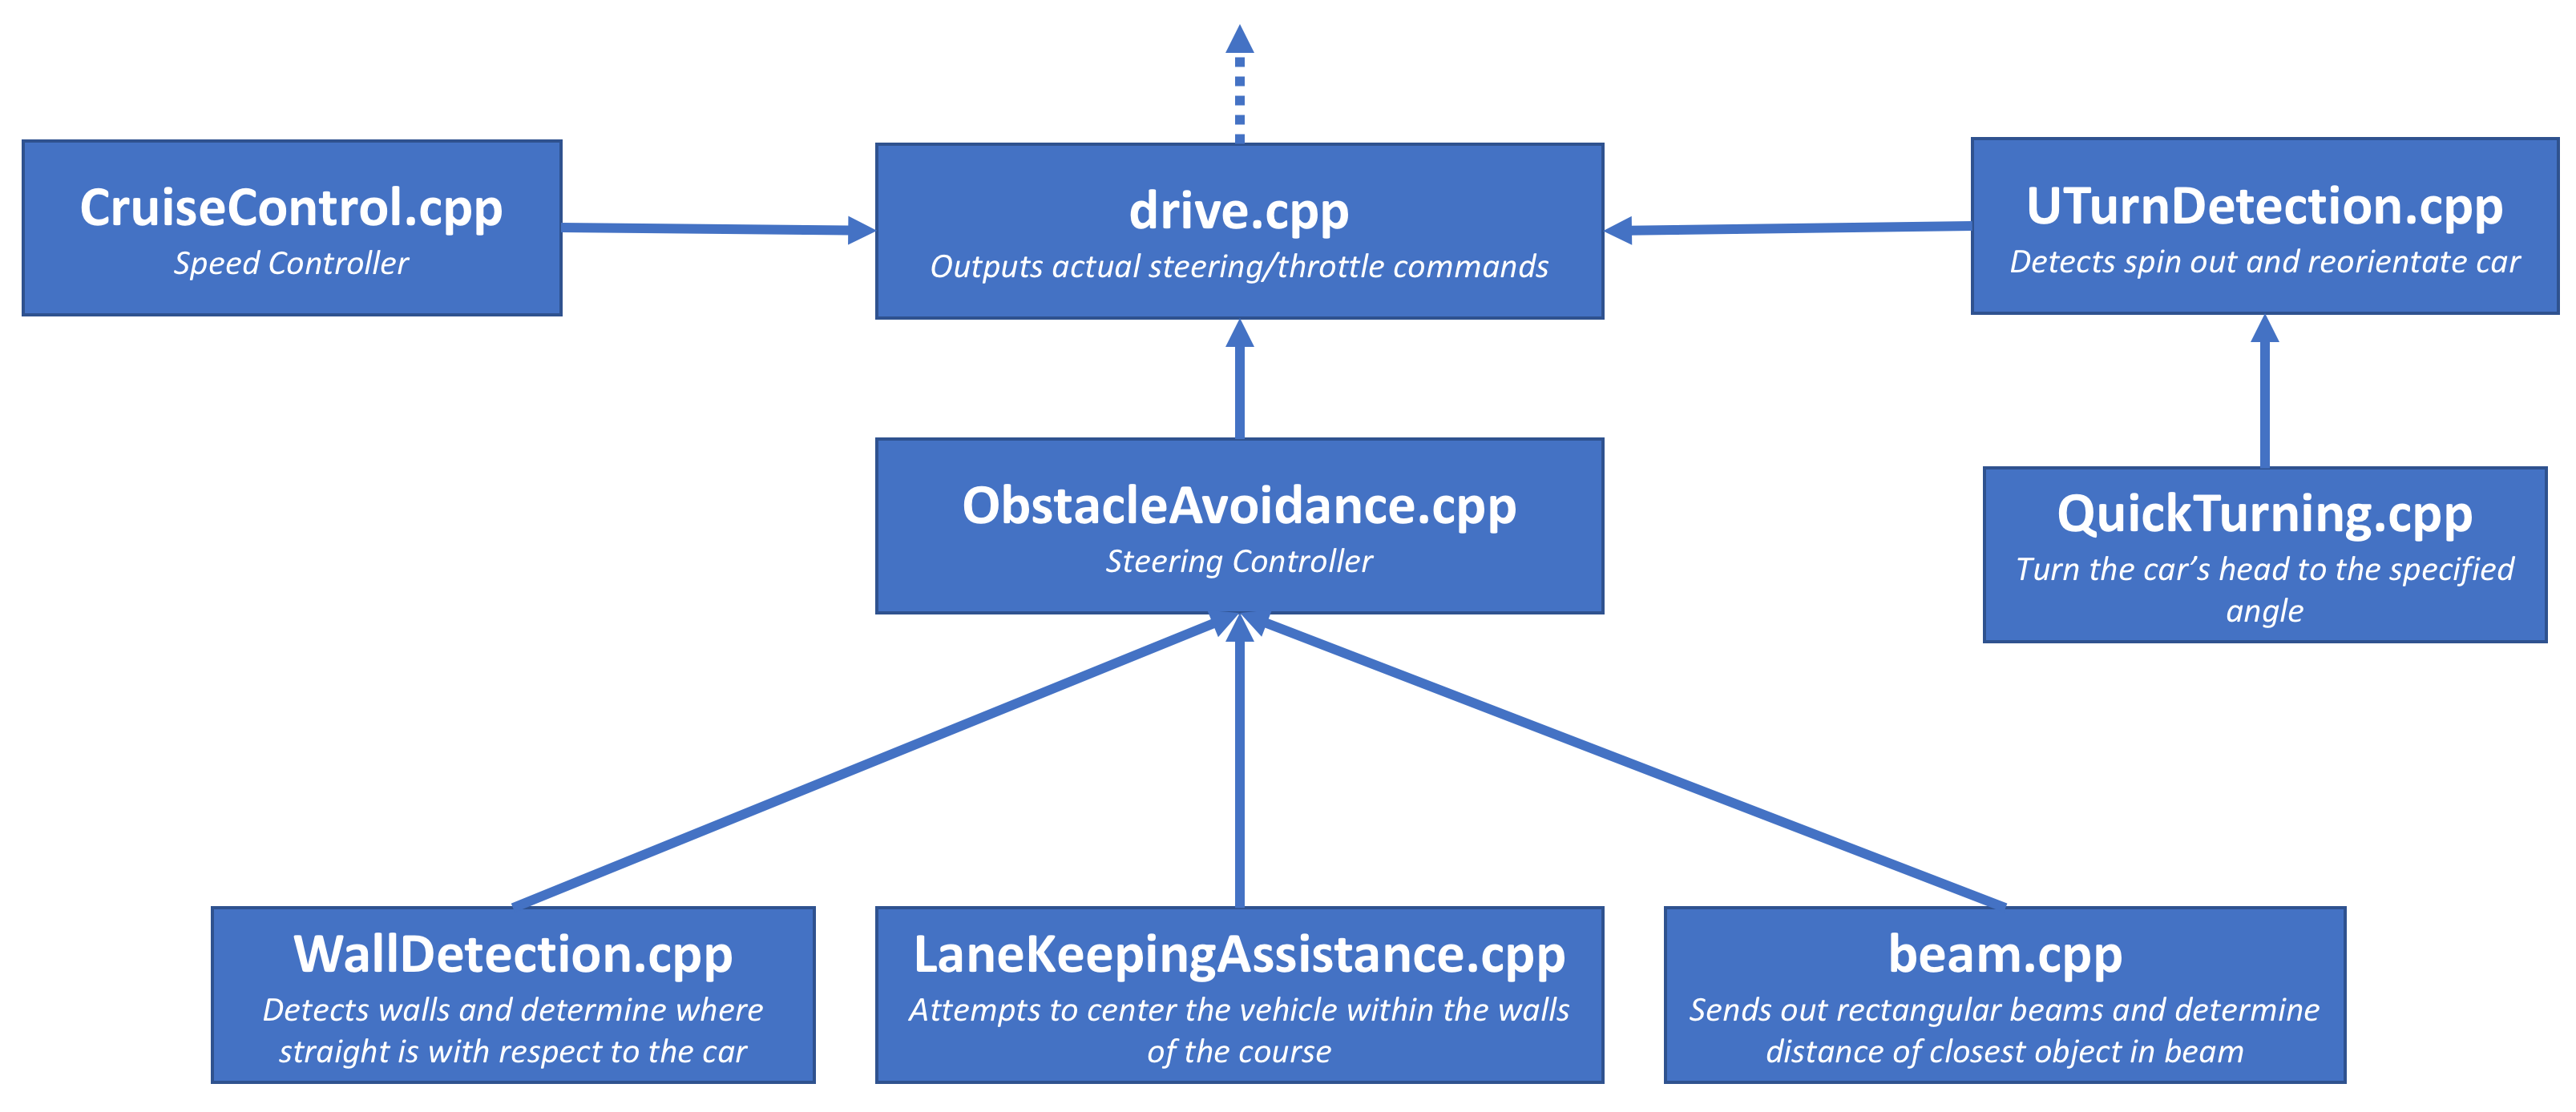 CruiseControl.cpp
Speed Controller
drive.cpp
Outputs actual steering/throttle commands
UTurnDetection.cpp
Detects spin out and reorientate car
ObstacleAvoidance.cpp
Steering Controller
QuickTurning.cpp
Turn the car’s head to the specified
angle
WallDetection.cpp
Detects walls and determine where
straight is with respect to the car
LaneKeepingAssistance.cpp
Attempts to center the vehicle within the walls
of the course
beam.cpp
Sends out rectangular beams and determine
distance of closest object in beam